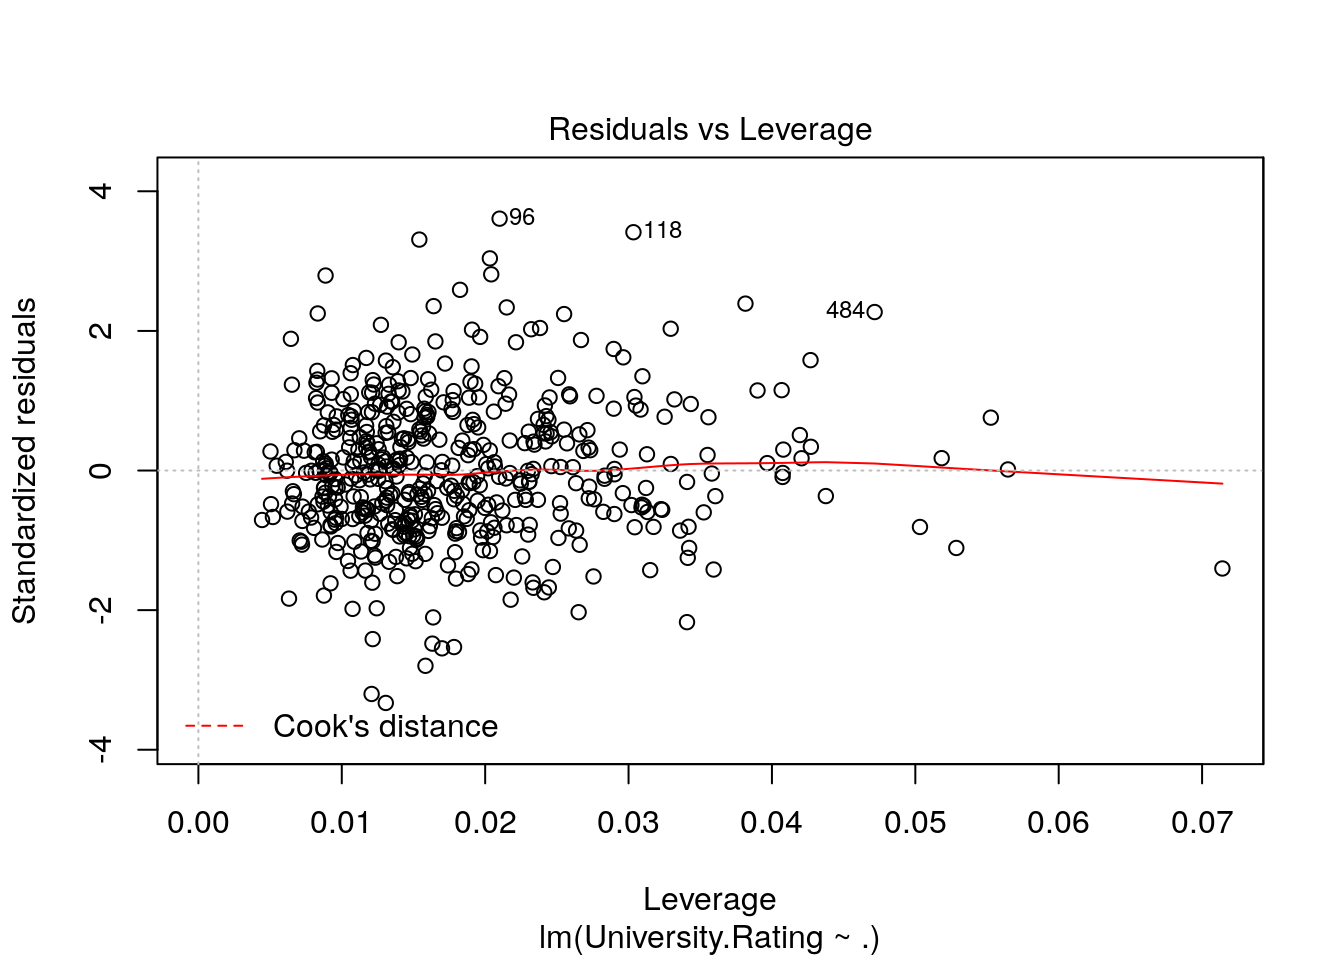 Residuals vs Leverage
4
2
0
-2
-4
Standardized residuals
96
118
484
Cook's distance
0.00 0.01 0.02 0.03 0.04 0.05 0.06 0.07
Leverage
lm(University.Rating ~ .)